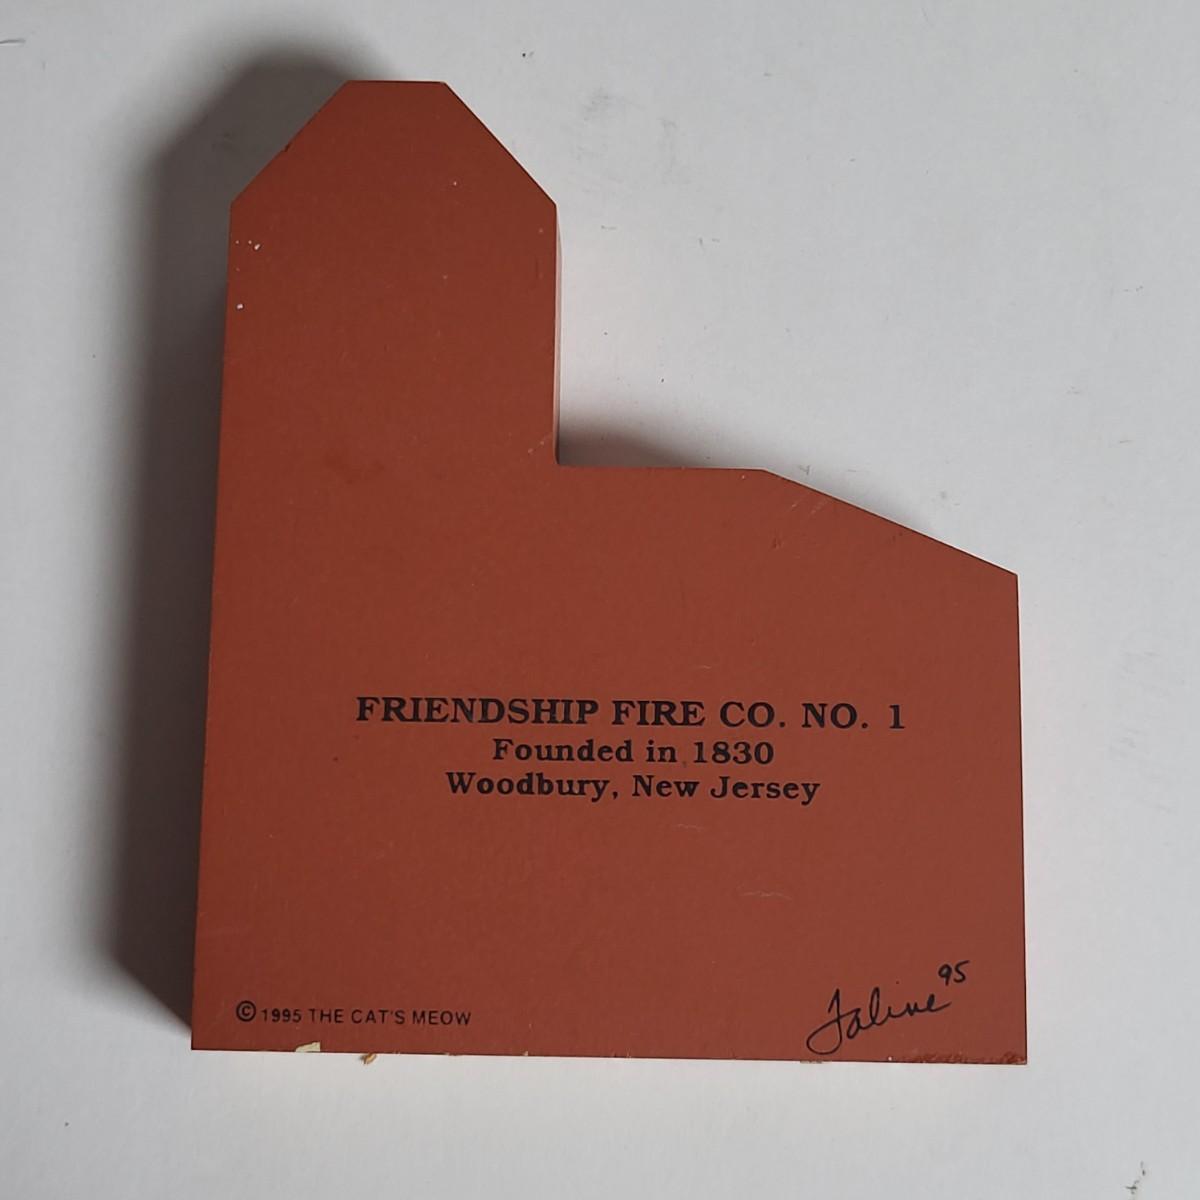 FRIENDSHIP FIRE CO. NO. 1
Founded in 1830
Woodbury, New Jersey
© 1995 THE CAT'S MEOW
Faline 95